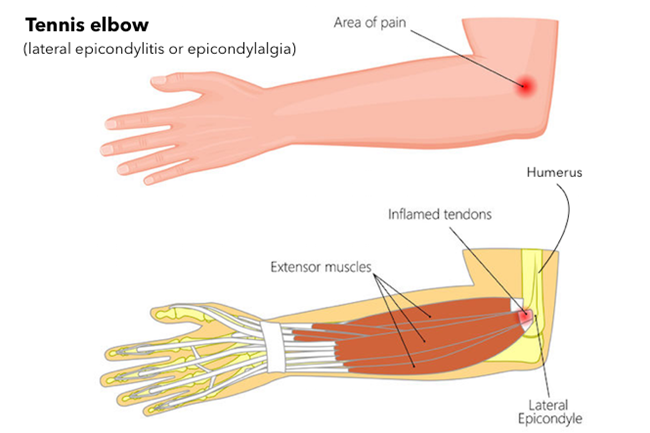 Tennis elbow
(lateral epicondylitis or epicondylalgia)
Area of pain
Humerus
Inflamed tendons
Extensor muscles
Lateral
Epicondyle